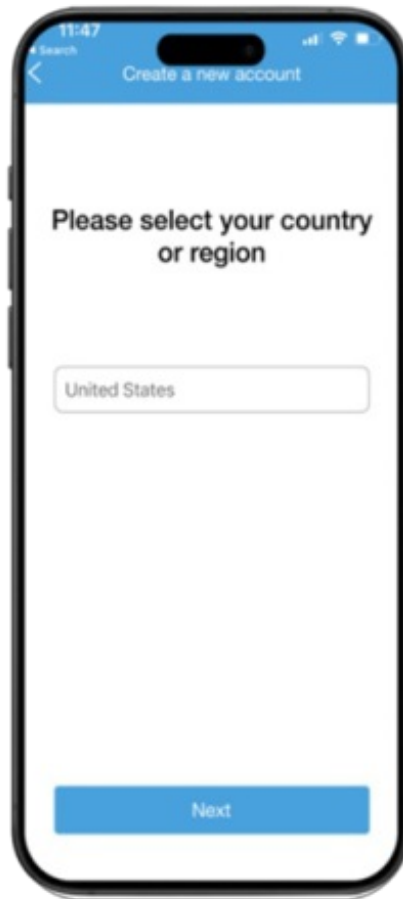 11:47
Search
Create a new account
Please select your country
or region
United States
Next